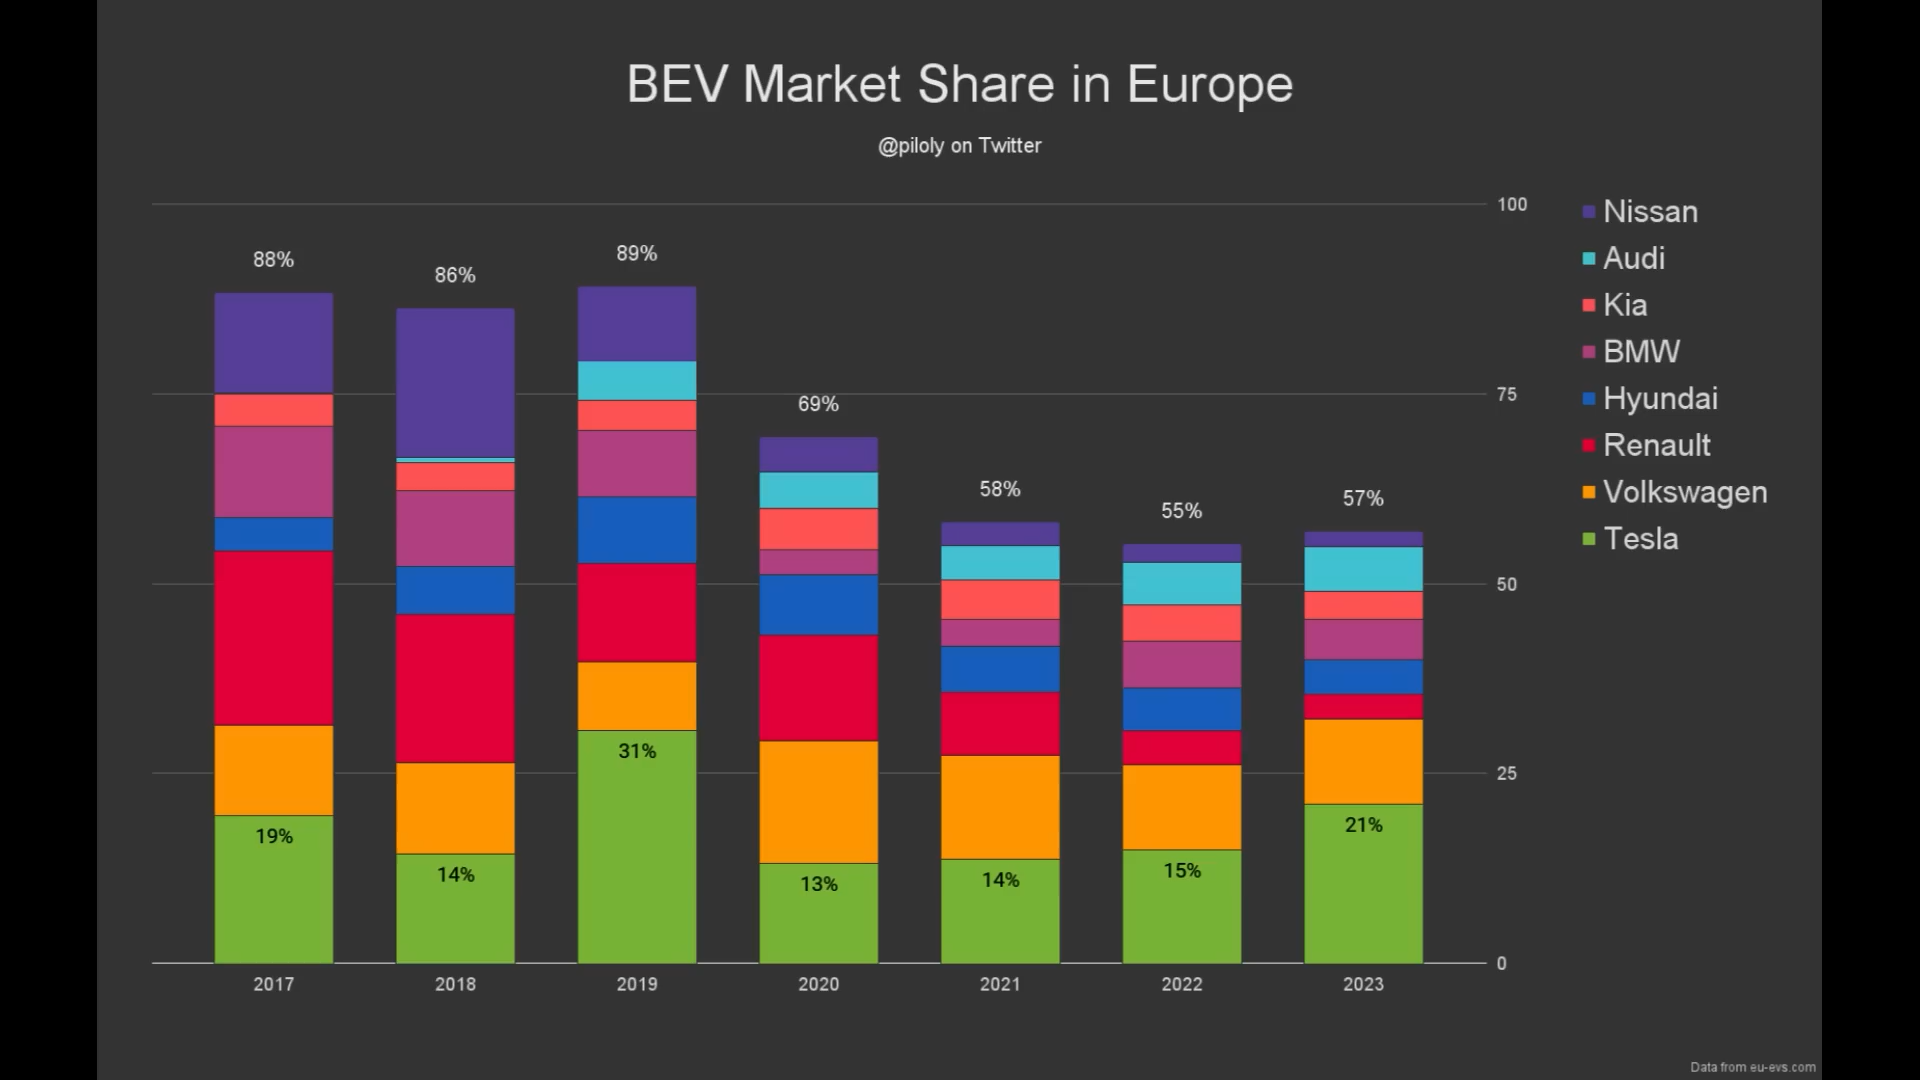 BEV Market Share in Europe
@piloly on Twitter
100
75
50
25
0
88%
86%
89%
69%
58%
55%
57%
19%
14%
31%
13%
14%
15%
21%
2017
2018
2019
2020
2021
2022
2023
Nissan
Audi
Kia
BMW
Hyundai
Renault
Volkswagen
Tesla
Data from eu-evs.com